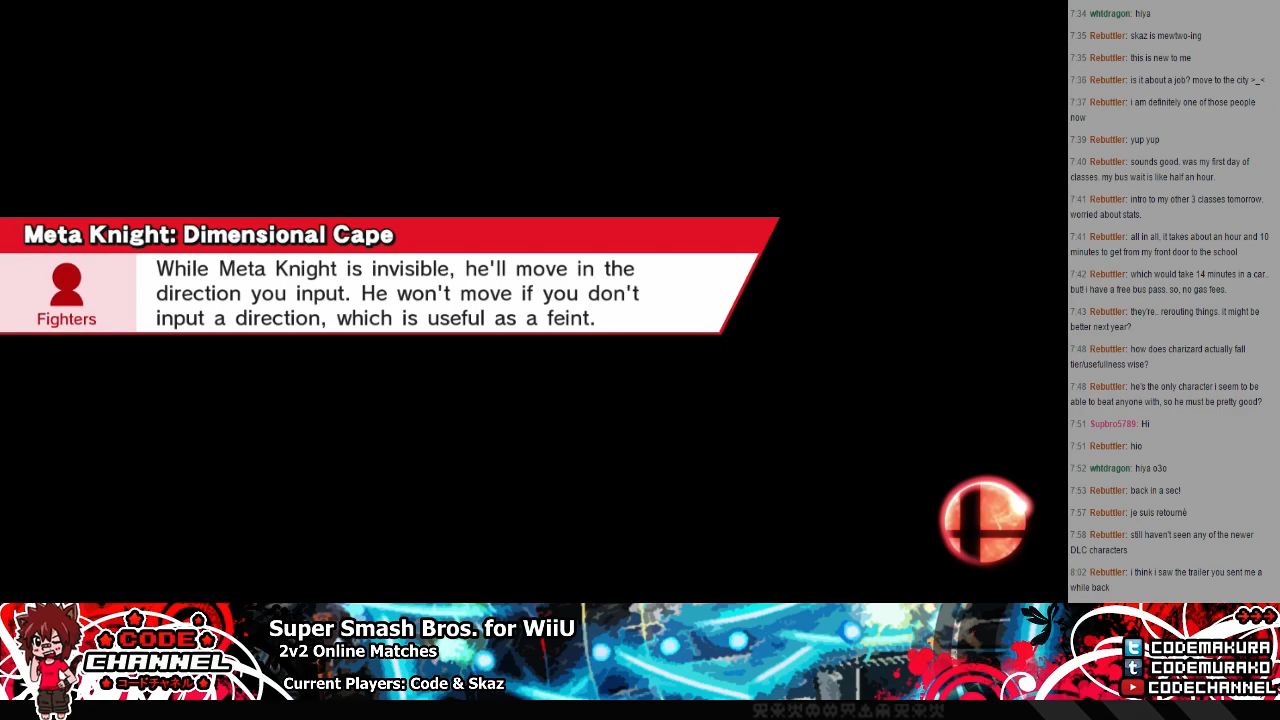 Meta Knight: Dimensional Cape
Fighters
While Meta Knight is invisible, he'll move in the
direction you input. He won't move if you don't
input a direction, which is useful as a feint.
7:34 whtdragon: hiya
7:35 Rebuttler: skaz is mewtwo-ing
7:35 Rebuttler: this is new to me
7:36 Rebuttler: is it about a job? move to the city >_<
7:37 Rebuttler: i am definitely one of those people
now
7:39 Rebuttler: yup yup
7:40 Rebuttler: sounds good. was my first day of
classes. my bus wait is like half an hour.
7:41 Rebuttler: intro to my other 3 classes tomorrow.
worried about stats.
7:41 Rebuttler: all in all, it takes about an hour and 10
minutes to get from my front door to the school
7:42 Rebuttler: which would take 14 minutes in a car..
but! i have a free bus pass. so, no gas fees.
7:43 Rebuttler: they're.. rerouting things. it might be
better next year?
7:48 Rebuttler: how does charizard actually fall
tier/usefullness wise?
7:48 Rebuttler: he's the only character i seem to be
able to beat anyone with, so he must be pretty good?
7:51 Supbro5789: Hi
7:51 Rebuttler: hio
7:52 whtdragon: hiya o3o
7:53 Rebuttler: back in a sec!
7:57 Rebuttler: je suis retourné
7:58 Rebuttler: still haven't seen any of the newer
DLC characters
8:02 Rebuttler: i think i saw the trailer you sent me a
while back
CODE
CHANNEL
コードチャンネル
Super Smash Bros. for WiiU
2v2 Online Matches
Current Players: Code & Skaz
CODEMAKURA
CODEMURAKO
CODECHANNEL